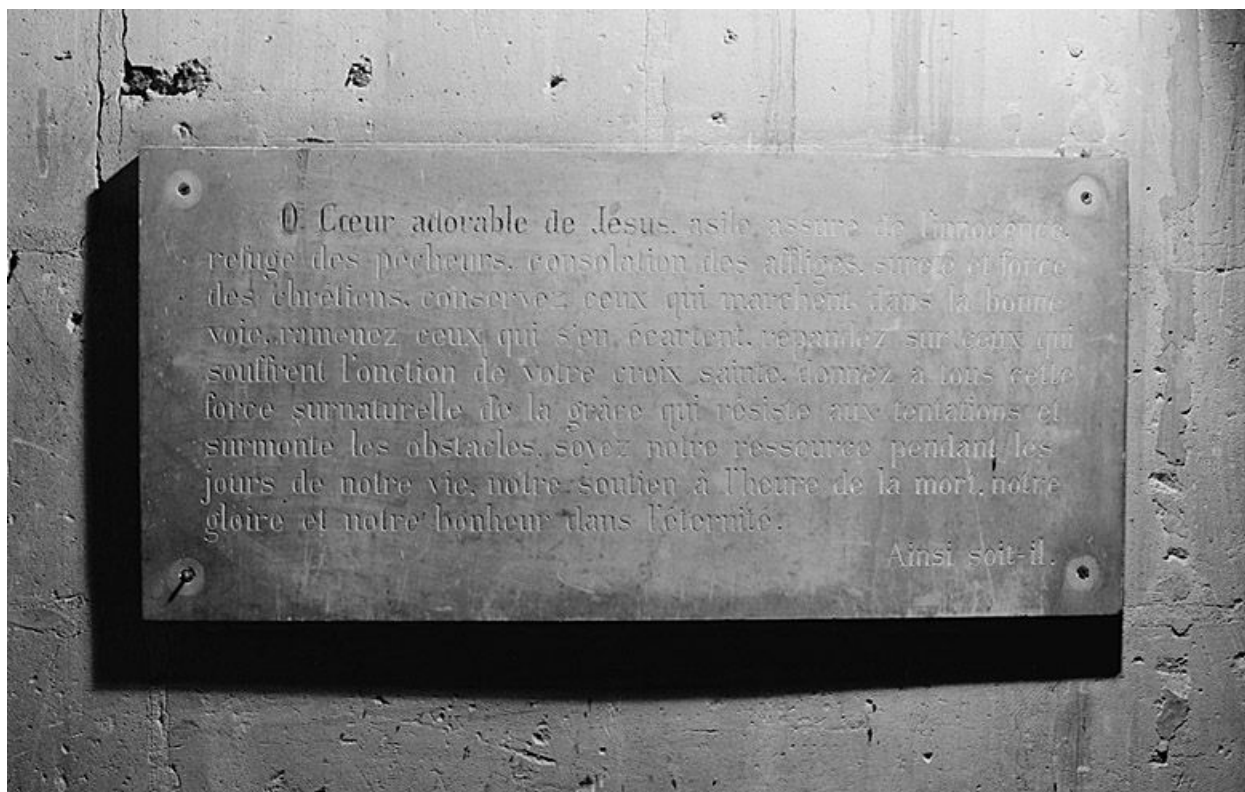 O Cœur adorable de Jésus. asile assuré de l'innocence.
refuge des pécheurs. consolation des affligés. sureté et force
des chrétiens. conservez ceux qui marchent dans la bonne
voie. ramenez ceux qui s'en écartent. répandez sur ceux qui
souffrent l'onction de votre croix sainte. donnez à tous cette
force surnaturelle de la grâce qui résiste aux tentations et
surmonte les obstacles. soyez notre ressource pendant les
jours de notre vie. notre soutien à l'heure de la mort. notre
gloire et notre bonheur dans l'éternité.
Ainsi soit-il.